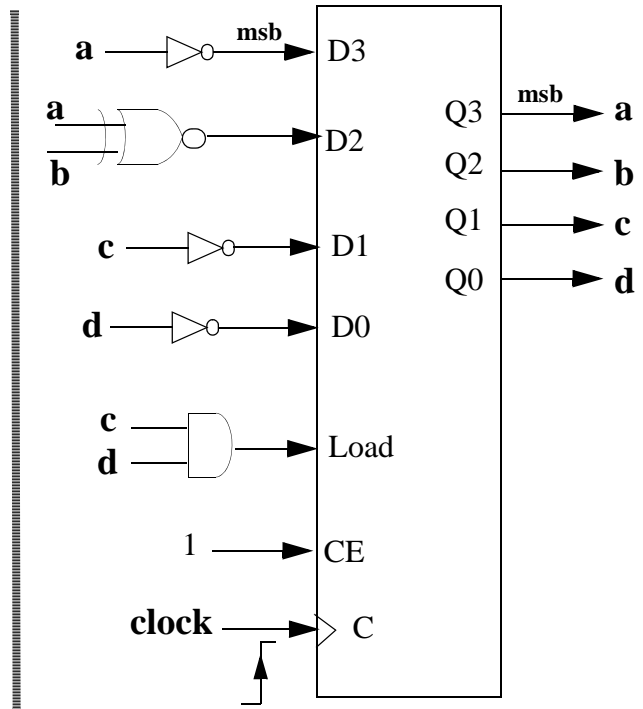 a msb D3
a
b D2
Q3 msb a
Q2 b
Q1 c
Q0 d
c D1
d D0
c
d Load
1 CE
clock C